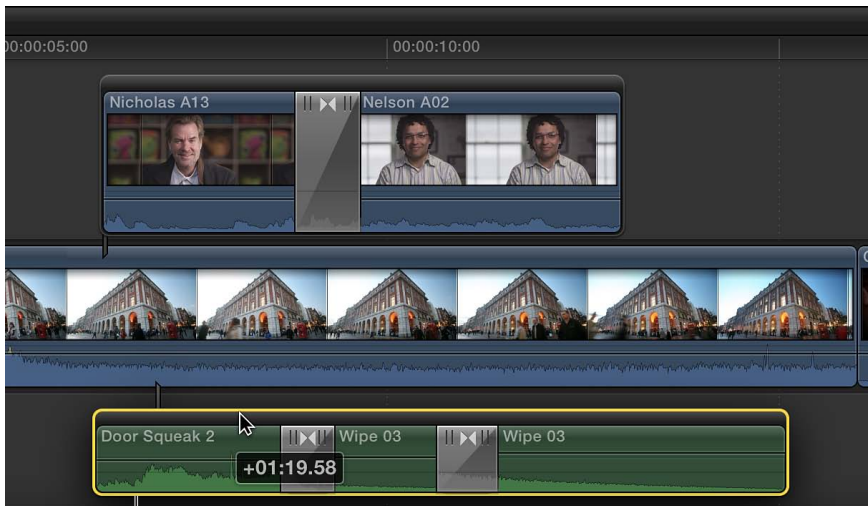 00:00:05:00
00:00:10:00
Nicholas A13
Nelson A02
Door Squeak 2
Wipe 03
Wipe 03
+01:19.58